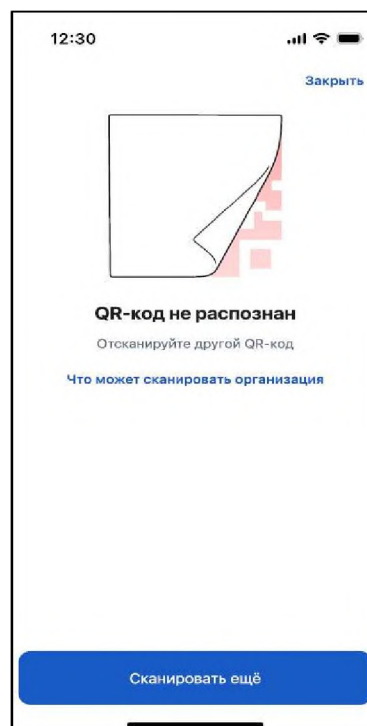 12:30
Закрыть
QR-код не распознан
Отсканируйте другой QR-код
Что может сканировать организация
Сканировать ещё